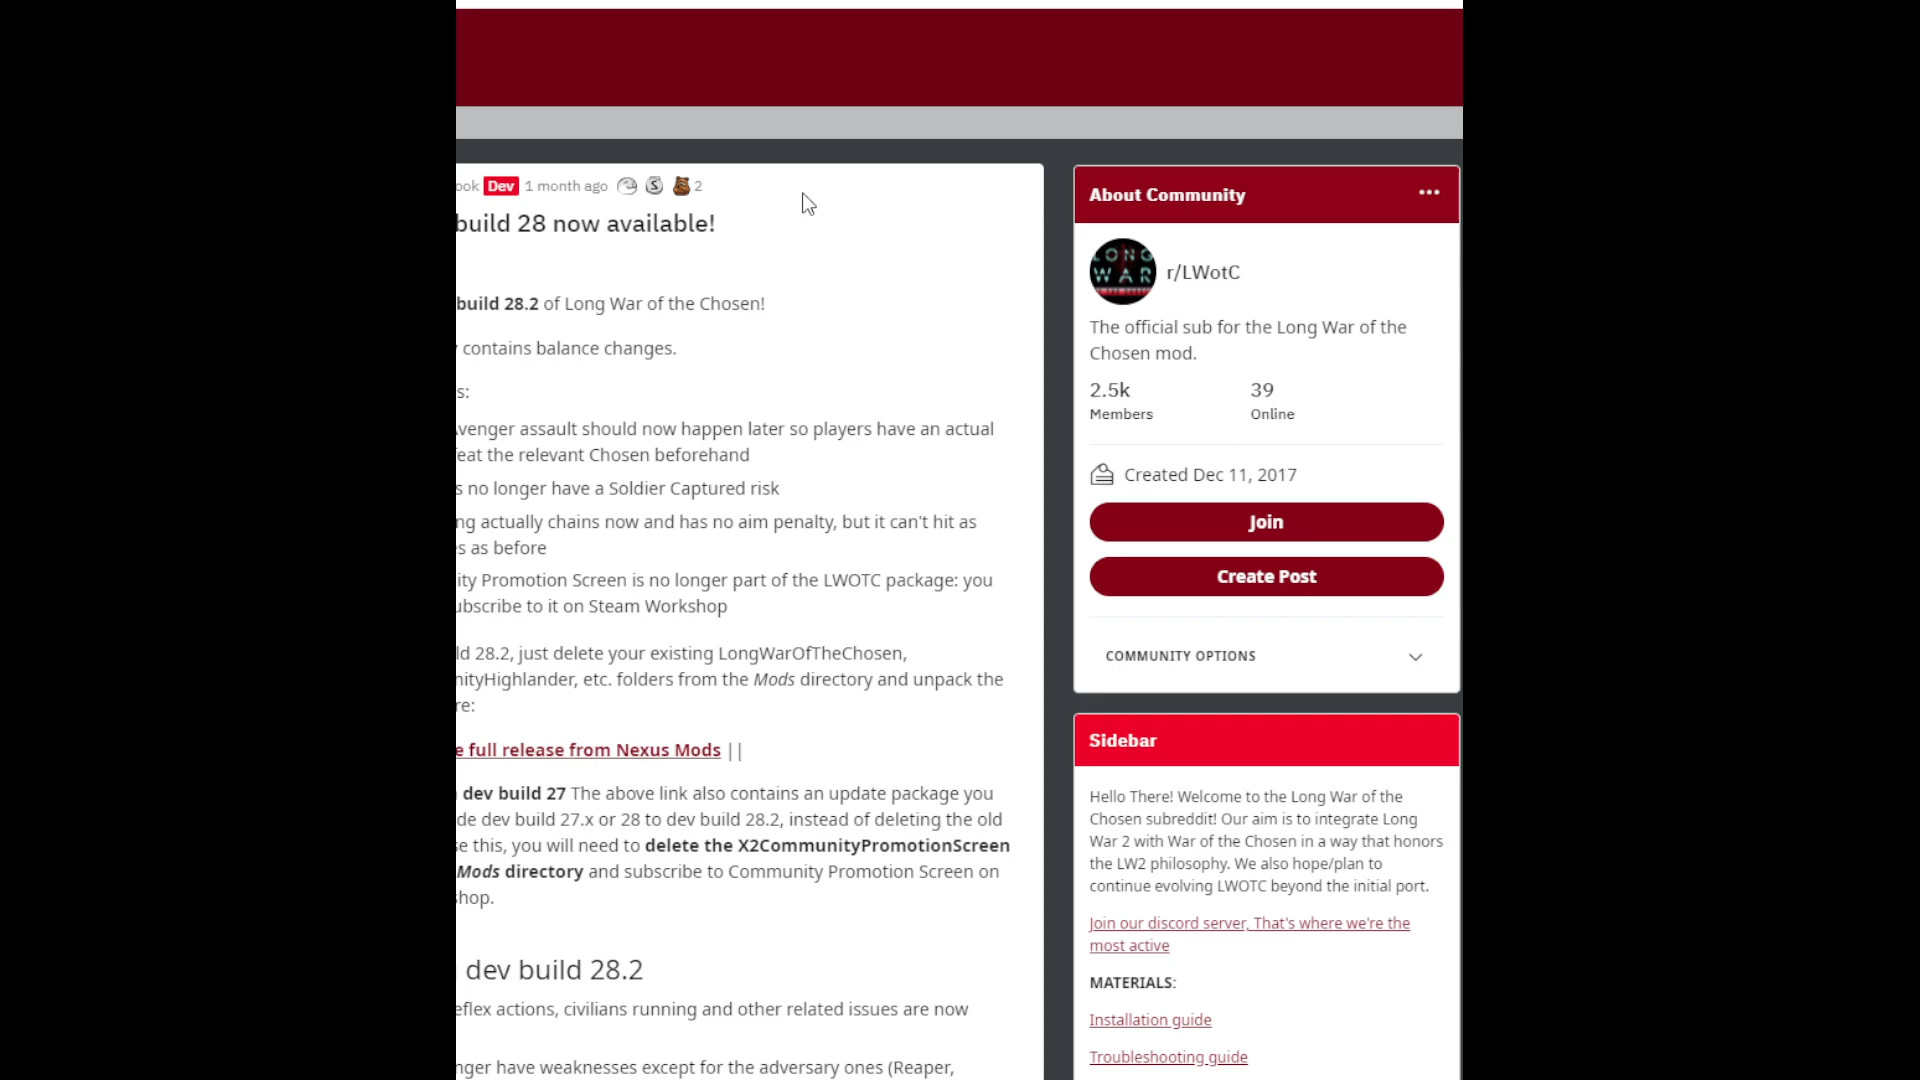 Dev 1 month ago 2
build 28 now available!
build 28.2 of Long War of the Chosen!
contains balance changes.
s:
venger assault should now happen later so players have an actual
eat the relevant Chosen beforehand
s no longer have a Soldier Captured risk
ng actually chains now and has no aim penalty, but it can't hit as
s as before
ity Promotion Screen is no longer part of the LWOTC package: you
ubscribe to it on Steam Workshop
ld 28.2, just delete your existing LongWarOfTheChosen,
nityHighlander, etc. folders from the Mods directory and unpack the
re:
e full release from Nexus Mods ||
dev build 27 The above link also contains an update package you
de dev build 27.x or 28 to dev build 28.2, instead of deleting the old
se this, you will need to delete the X2CommunityPromotionScreen
Mods directory and subscribe to Community Promotion Screen on
shop.
dev build 28.2
eflex actions, civilians running and other related issues are now
nger have weaknesses except for the adversary ones (Reaper,
About Community
LONG
WAR
r/LWotC
The official sub for the Long War of the
Chosen mod.
2.5k 39
Members Online
Created Dec 11, 2017
Join
Create Post
COMMUNITY OPTIONS
Sidebar
Hello There! Welcome to the Long War of the
Chosen subreddit! Our aim is to integrate Long
War 2 with War of the Chosen in a way that honors
the LW2 philosophy. We also hope/plan to
continue evolving LWOTC beyond the initial port.
Join our discord server, That's where we're the
most active
MATERIALS:
Installation guide
Troubleshooting guide